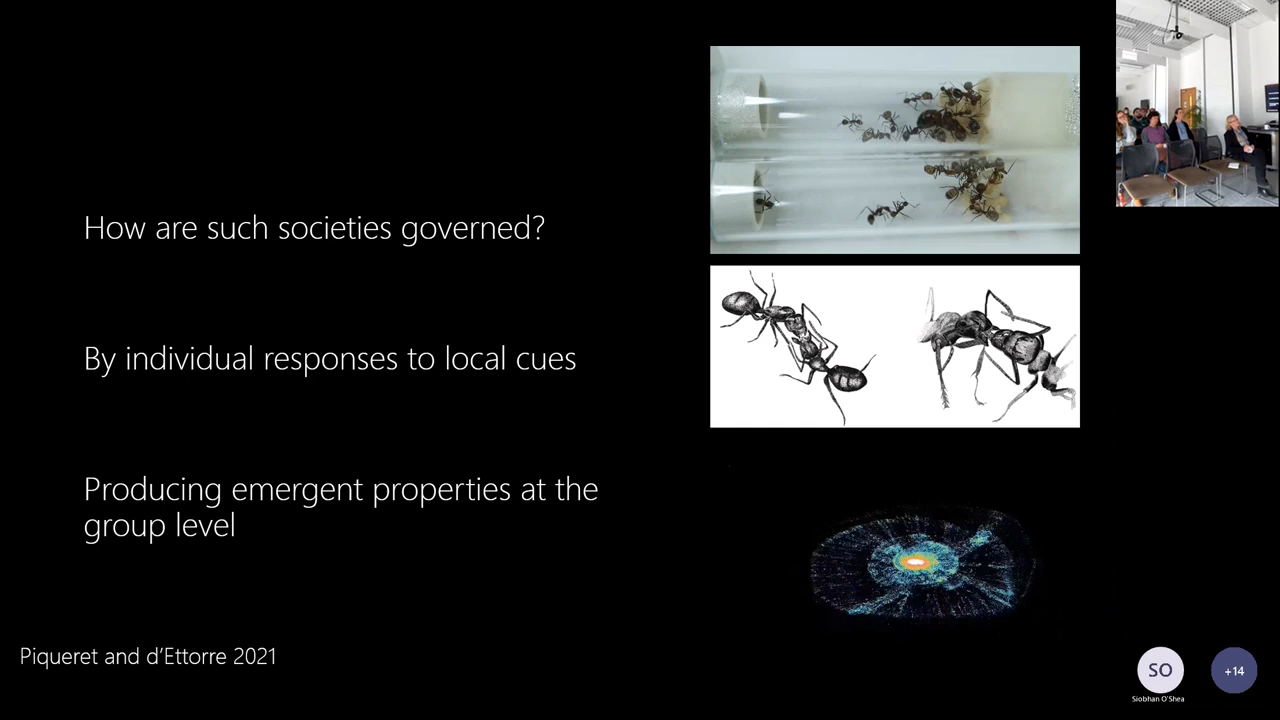 How are such societies governed?
By individual responses to local cues
Producing emergent properties at the
group level
Piqueret and d’Ettorre 2021
SO
Siobhan O'Shea
+14